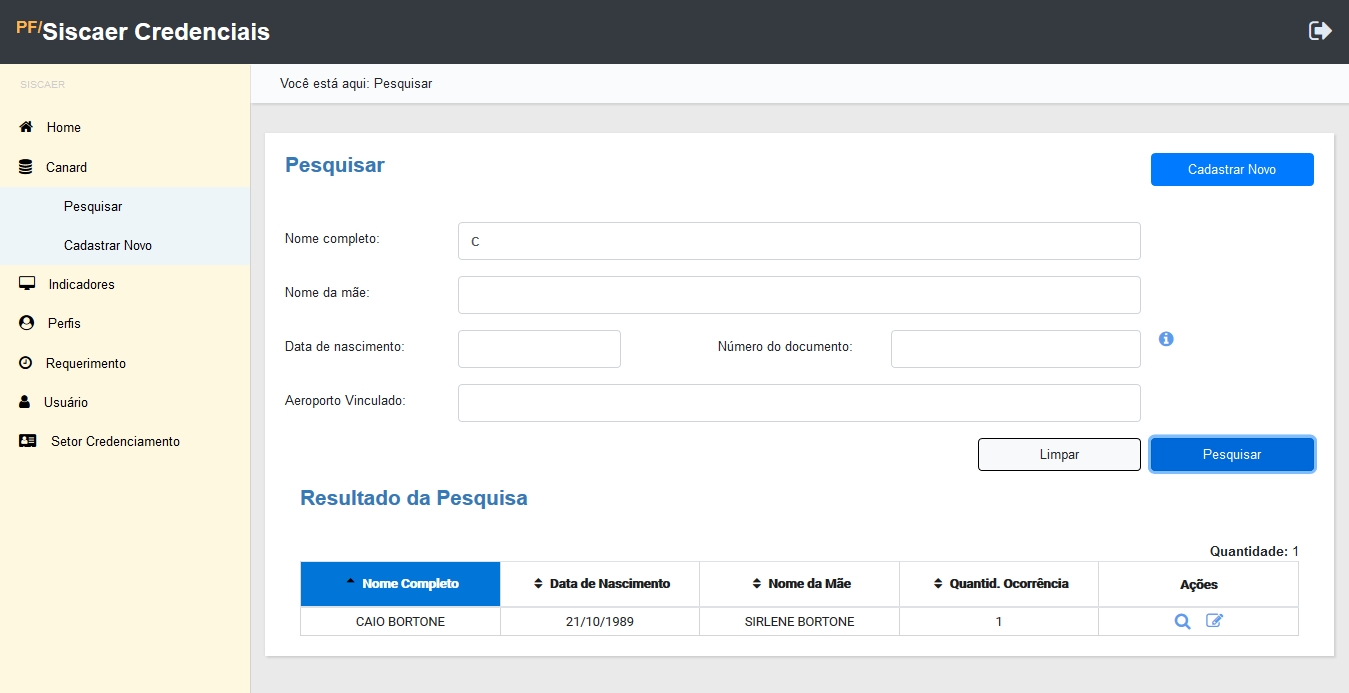 PF/Siscaer Credenciais
SISCAER
Você está aqui: Pesquisar
Home
Canard
Pesquisar
Cadastrar Novo
Indicadores
Perfis
Requerimento
Usuário
Setor Credenciamento
Pesquisar
Cadastrar Novo
Nome completo: C
Nome da mãe:
Data de nascimento: Número do documento:
Aeroporto Vinculado:
Limpar Pesquisar
Resultado da Pesquisa
Quantidade: 1
Nome Completo Data de Nascimento Nome da Mãe Quantid. Ocorrência Ações
CAIO BORTONE 21/10/1989 SIRLENE BORTONE 1